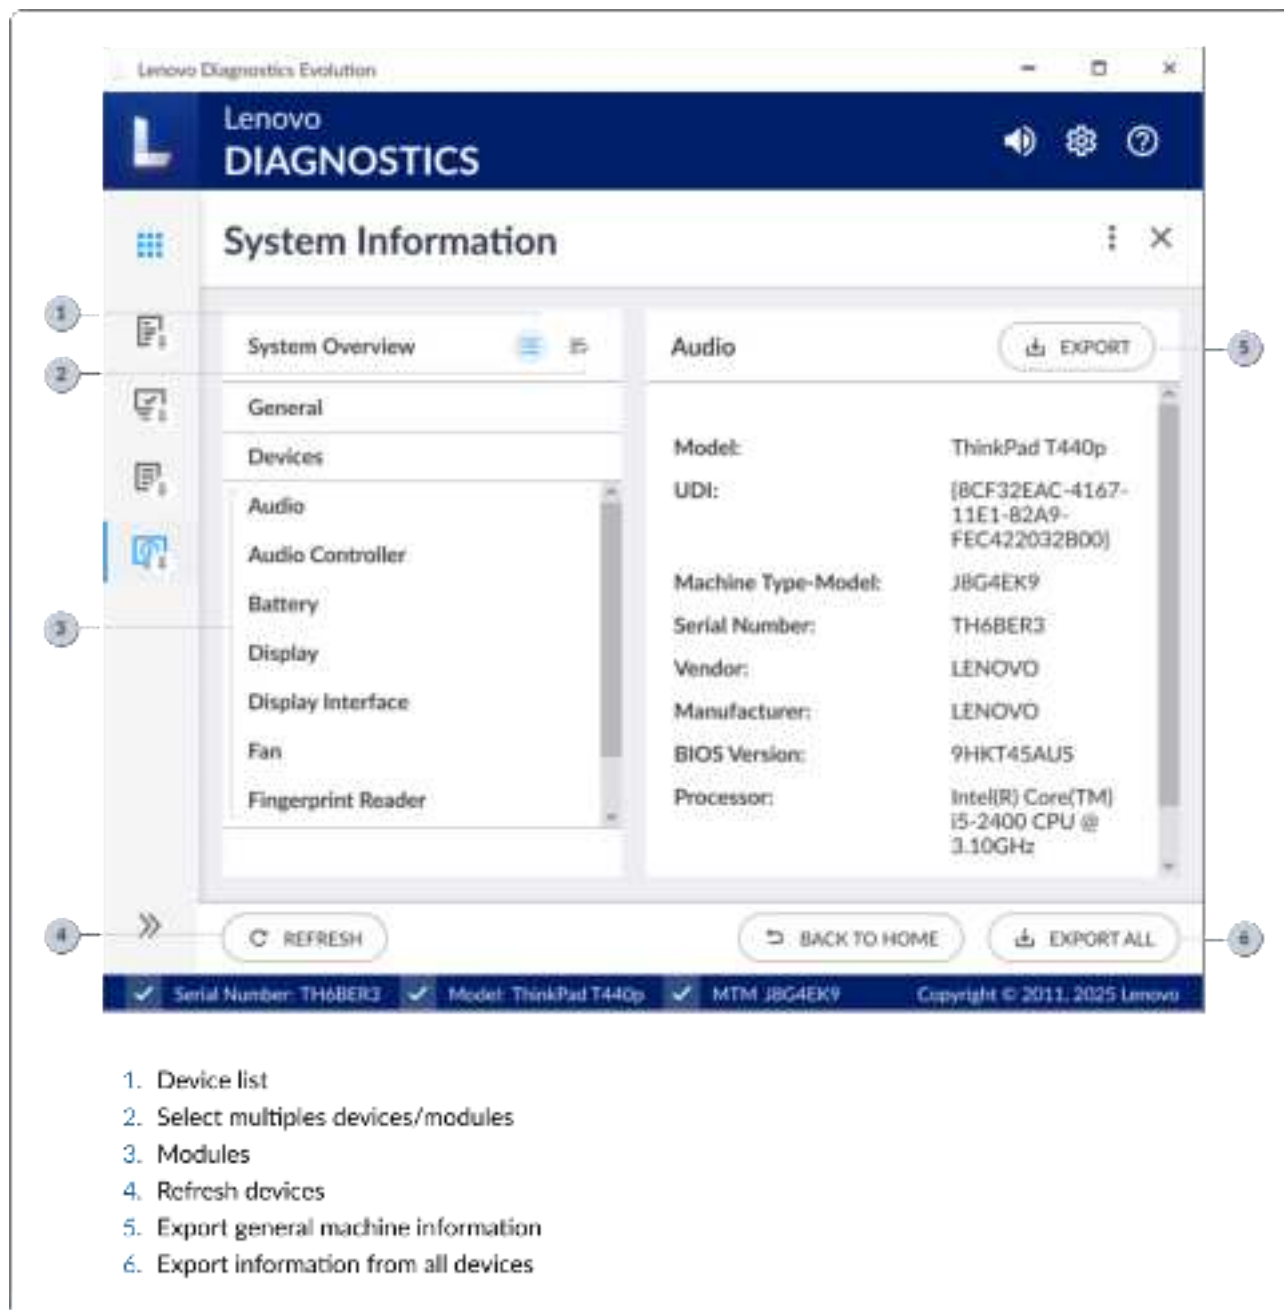 Lenovo Diagnostics Evolution
Lenovo
DIAGNOSTICS
System Information
1
System Overview
Audio
EXPORT
5
2
General
Devices
Audio
Audio Controller
Battery
3
Display
Display Interface
Fan
Fingerprint Reader
Model: ThinkPad T440p
UDI: {8CF32EAC-4167-
11E1-82A9-
FEC422032B00}
Machine Type-Model: J8G4EK9
Serial Number: TH6BER3
Vendor: LENOVO
Manufacturer: LENOVO
BIOS Version: 9HKT45AUS
Processor: Intel(R) Core(TM)
i5-2400 CPU @
3.10GHz
4
REFRESH
BACK TO HOME
EXPORT ALL
6
Serial Number: TH6BER3 Model: ThinkPad T440p MTM J8G4EK9 Copyright © 2011, 2025 Lenovo
1. Device list
2. Select multiples devices/modules
3. Modules
4. Refresh devices
5. Export general machine information
6. Export information from all devices